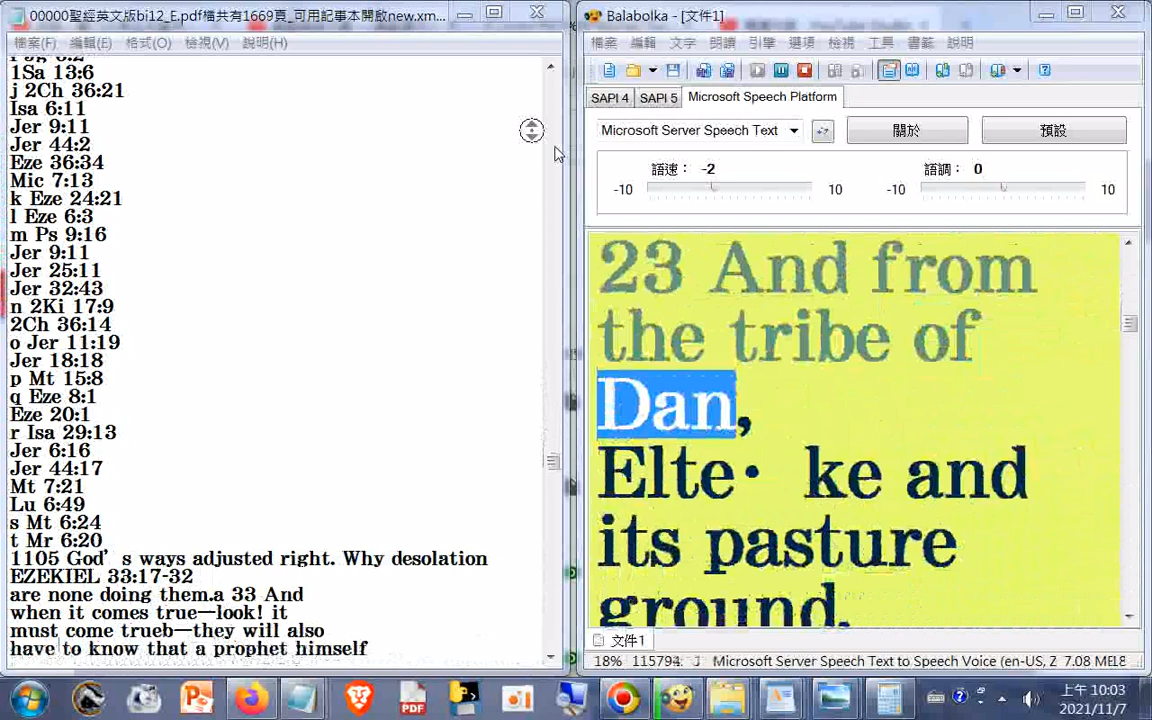 00000聖經英文版bi12_E.pdf檔共有1669頁_可用記事本開啟new.xm...
檔案(F) 編輯(E) 格式(O) 檢視(V) 說明(H)
1Sa 13:6
j 2Ch 36:21
Isa 6:11
Jer 9:11
Jer 44:2
Eze 36:34
Mic 7:13
k Eze 24:21
l Eze 6:3
m Ps 9:16
Jer 9:11
Jer 25:11
Jer 32:43
n 2Ki 17:9
2Ch 36:14
o Jer 11:19
Jer 18:18
p Mt 15:8
q Eze 8:1
Eze 20:1
r Isa 29:13
Jer 6:16
Jer 44:17
Mt 7:21
Lu 6:49
s Mt 6:24
t Mr 6:20
1105 God’s ways adjusted right. Why desolation
EZEKIEL 33:17-32
are none doing them.a 33 And
when it comes true—look! it
must come trueb—they will also
have to know that a prophet himself
Balabolka - [文件1]
檔案 編輯 文字 朗讀 引擎 選項 檢視 工具 書籤 說明
SAPI 4 SAPI 5 Microsoft Speech Platform
Microsoft Server Speech Text 關於 預設
語速： -2 語調： 0
-10 10 -10 10
23 And from
the tribe of
Dan,
Elte· ke and
its pasture
ground,
文件1
18% 115794: Microsoft Server Speech Text to Speech Voice (en-US, Z 7.08 MELB
上午 10:03
2021/11/7